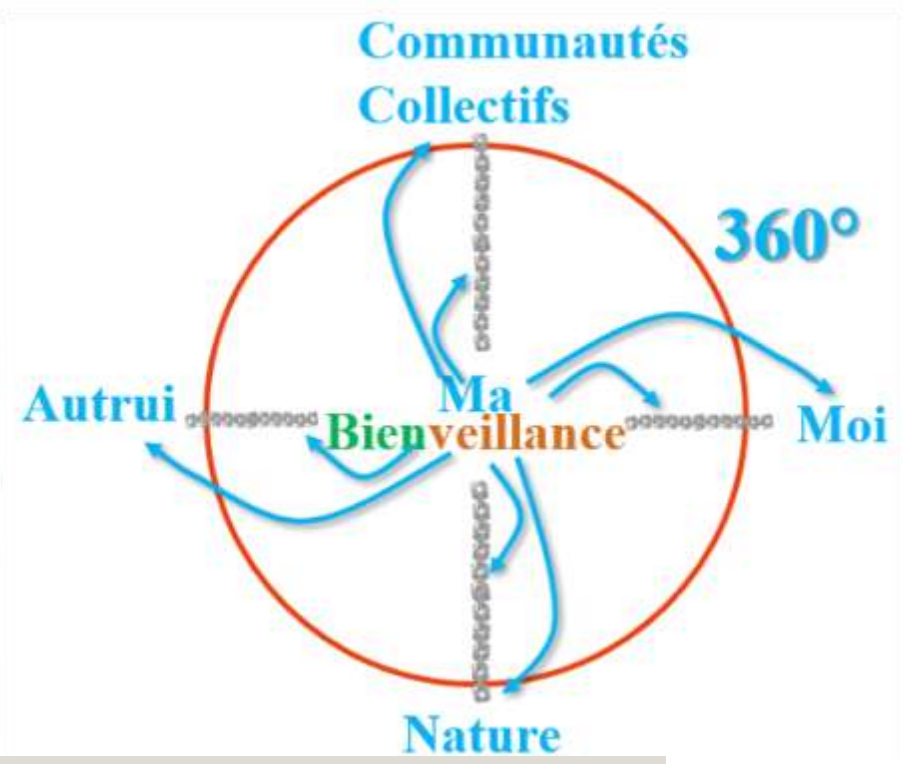 Communautés
Collectifs
360°
Autrui
Ma
Bienveillance
Moi
Nature